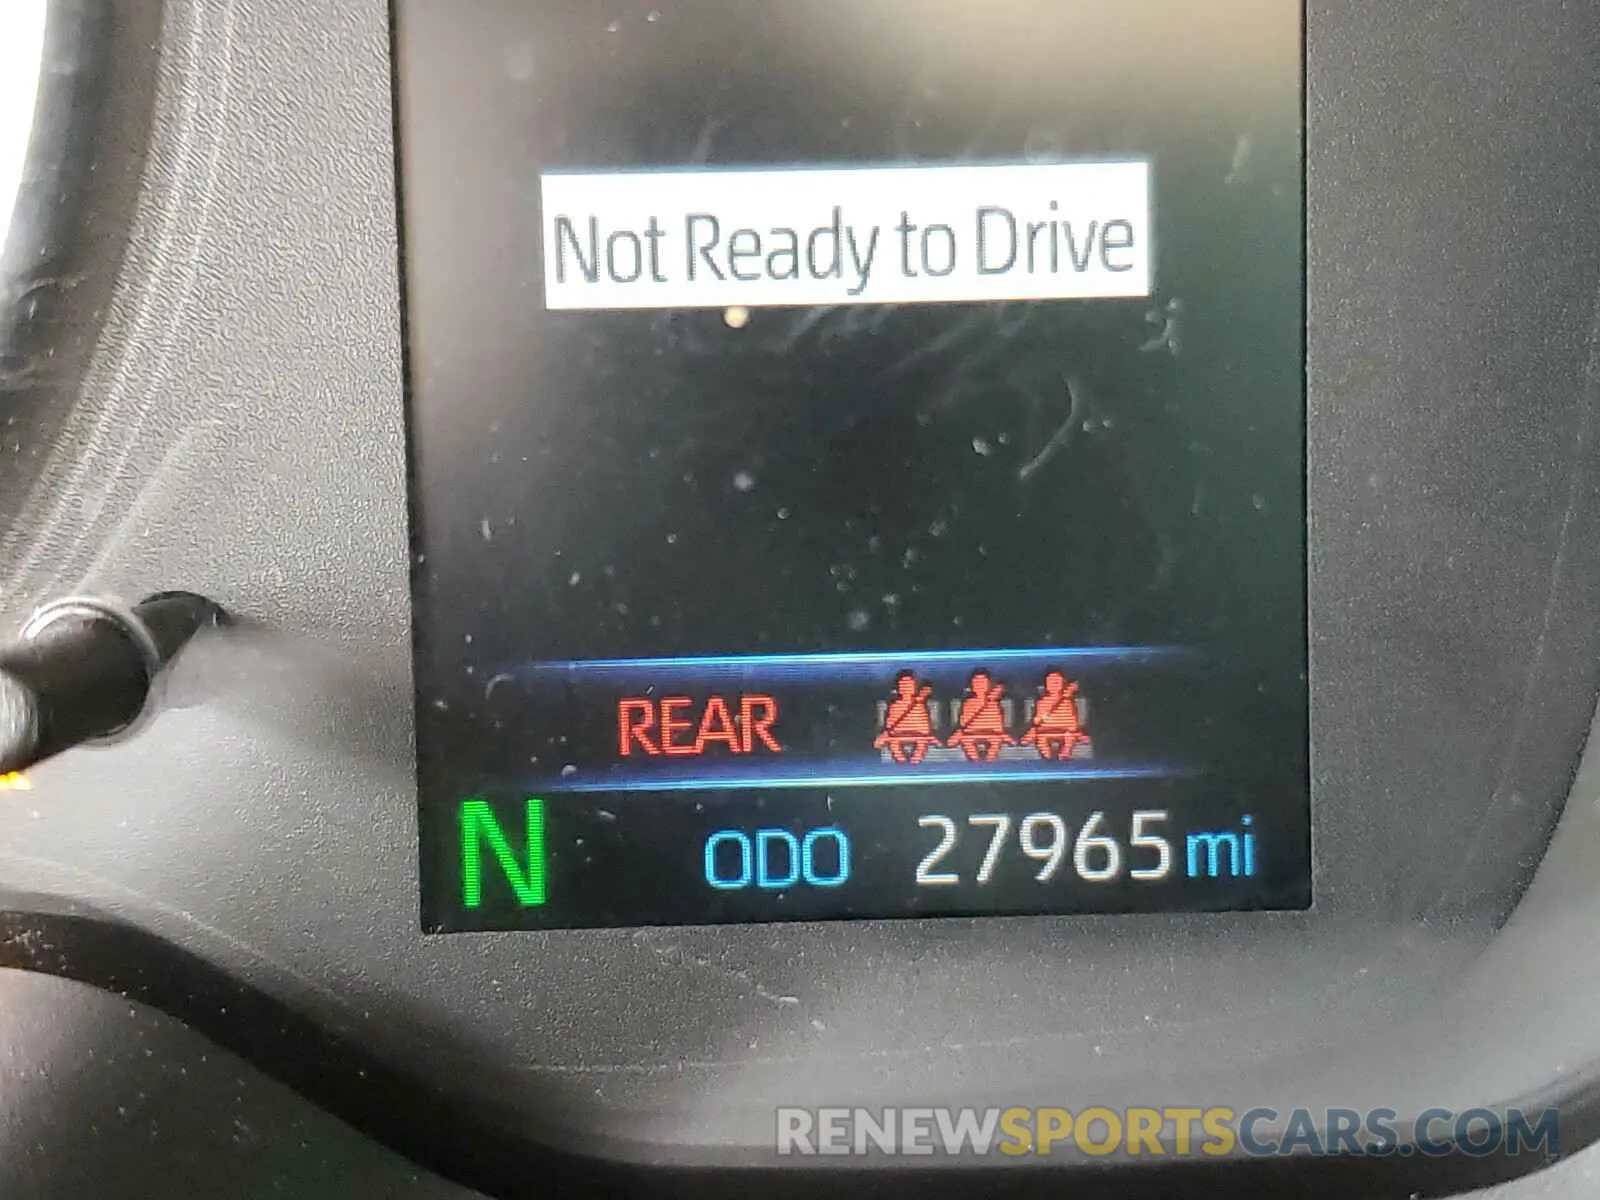 Not Ready to Drive
REAR
N ODO 27965 mi
RENEWSPORTSCARS.COM